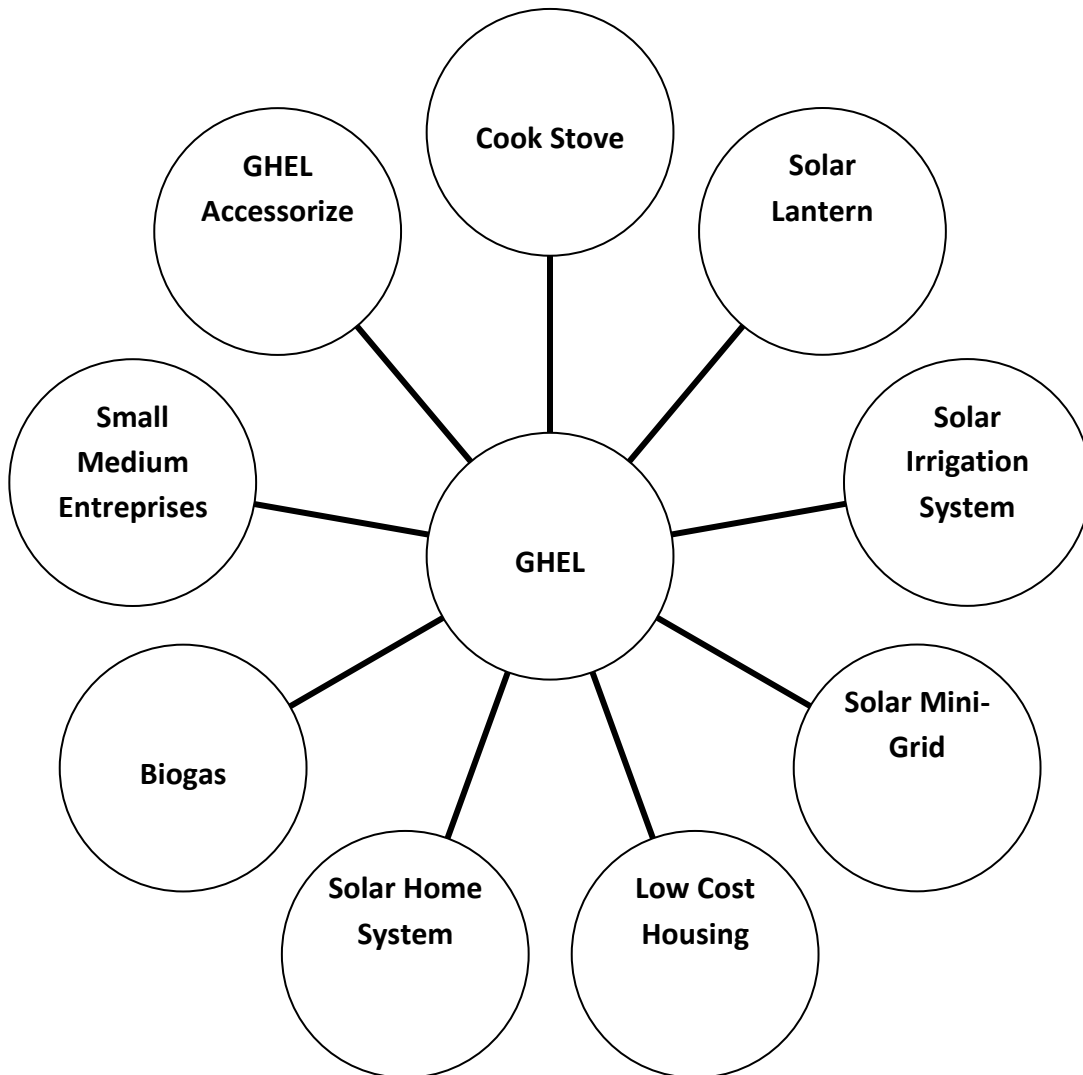 Cook Stove
GHEL
Accessorize
Solar
Lantern
Small
Medium
Entreprises
Solar
Irrigation
System
GHEL
Solar Mini-
Grid
Biogas
Solar Home
System
Low Cost
Housing